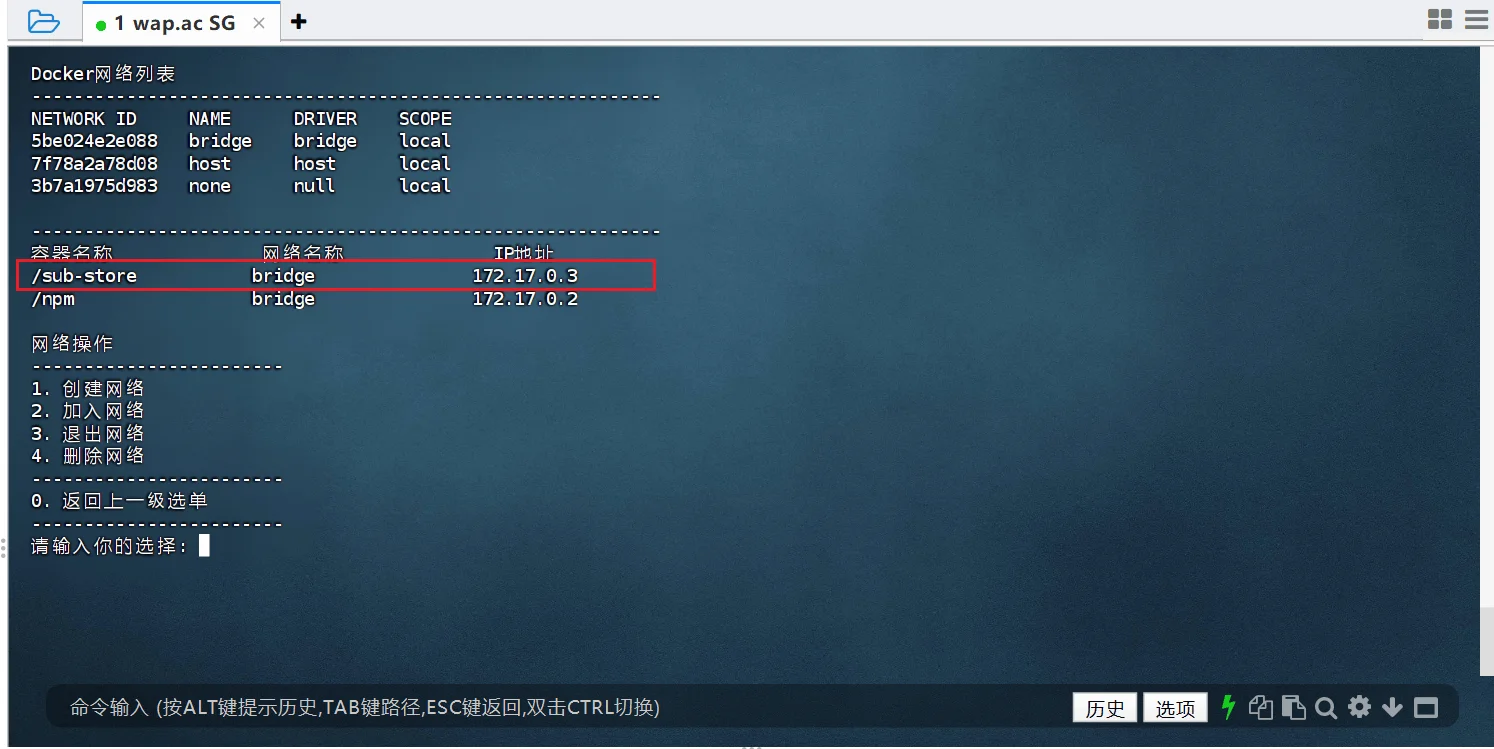 1 wap.ac SG
Docker网络列表
------------------------------------------------------------
NETWORK ID NAME DRIVER SCOPE
5be024e2e088 bridge bridge local
7f78a2a78d08 host host local
3b7a1975d983 none null local
------------------------------------------------------------
容器名称 网络名称 IP地址
/sub-store bridge 172.17.0.3
/npm bridge 172.17.0.2
网络操作
------------------------
1. 创建网络
2. 加入网络
3. 退出网络
4. 删除网络
------------------------
0. 返回上一级选单
------------------------
请输入你的选择:
命令输入 (按ALT键提示历史,TAB键路径,ESC键返回,双击CTRL切换) 历史 选项